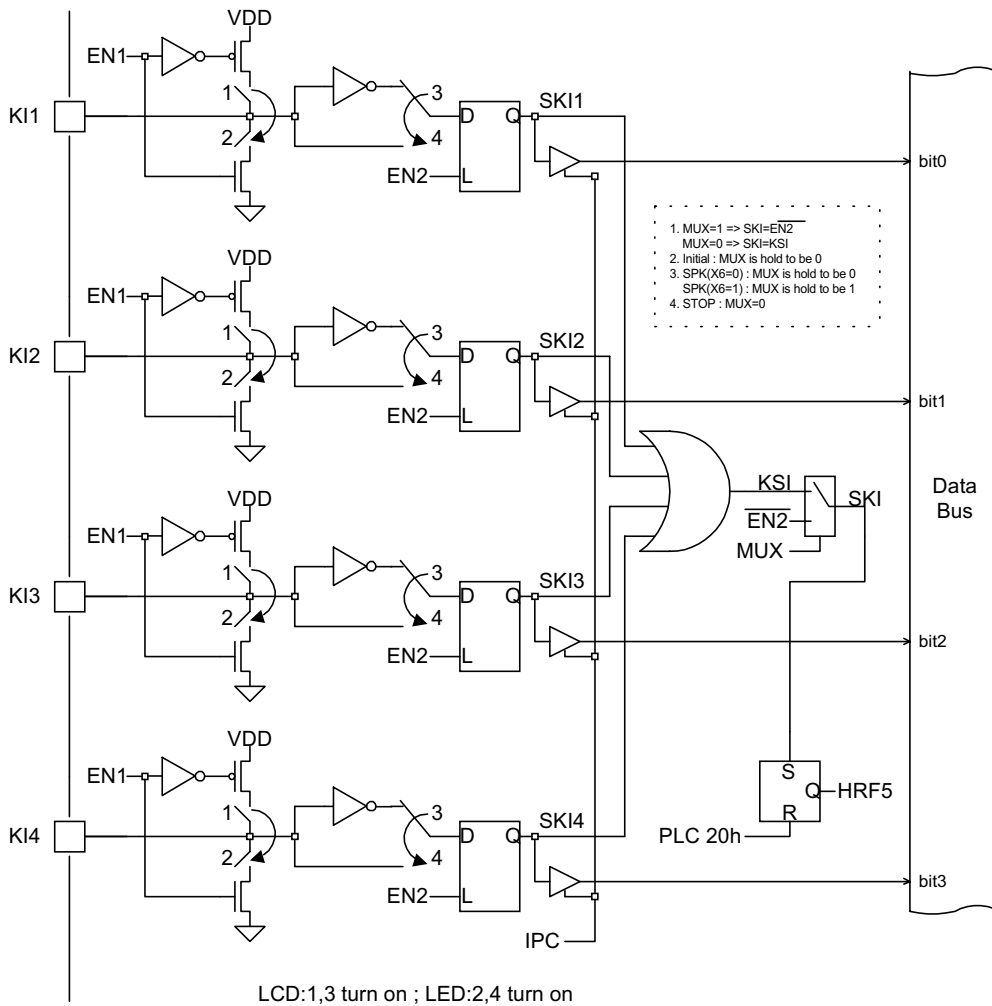 VDD
EN1
1
3
SKI1
KI1
D
Q
2
4
EN2
L
bit0
1. MUX=1 => SKI=E̅N̅2̅
MUX=0 => SKI=KSI
2. Initial : MUX is hold to be 0
3. SPK(X6=0) : MUX is hold to be 0
SPK(X6=1) : MUX is hold to be 1
4. STOP : MUX=0
VDD
EN1
1
3
SKI2
KI2
D
Q
2
4
EN2
L
bit1
KSI
SKI
E̅N̅2̅
MUX
Data
Bus
VDD
EN1
1
3
SKI3
KI3
D
Q
2
4
EN2
L
bit2
VDD
EN1
S
Q
HRF5
R
PLC 20h
1
3
SKI4
KI4
D
Q
2
4
EN2
L
bit3
IPC
LCD:1,3 turn on ; LED:2,4 turn on